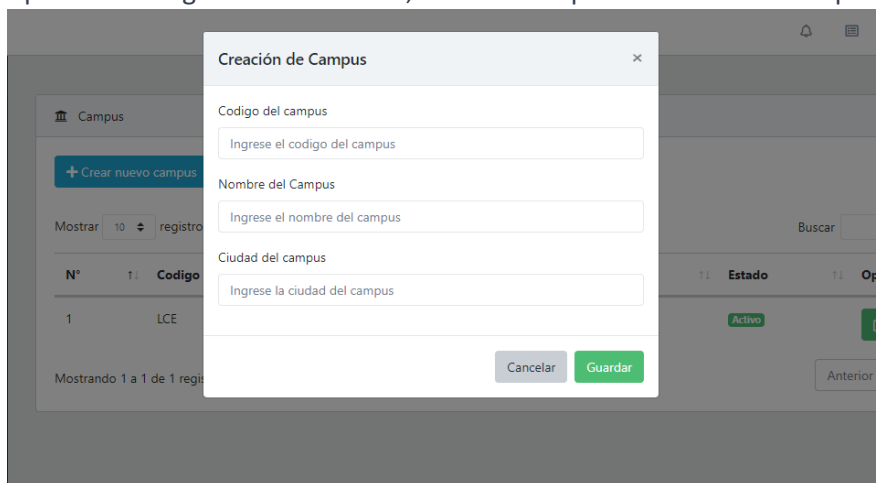 Creación de Campus ×
Campus
Codigo del campus
Ingrese el codigo del campus
Crear nuevo campus
Nombre del Campus
Mostrar 10 registro
Ingrese el nombre del campus
Buscar
Ciudad del campus
N° Codigo Estado
Ingrese la ciudad del campus
1 LCE Activo
Cancelar Guardar
Mostrando 1 a 1 de 1 Anterior